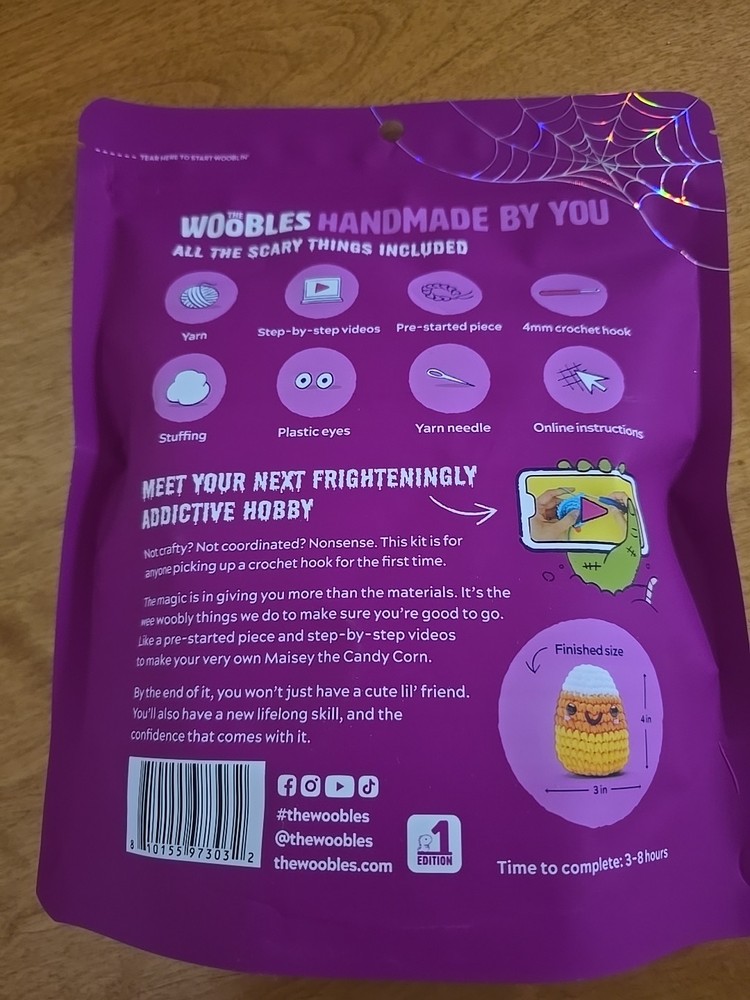 TEAR HERE TO START WOOBLIN'
THE WOOBLES HANDMADE BY YOU
ALL THE SCARY THINGS INCLUDED
Yarn
Step-by-step videos
Pre-started piece
4mm crochet hook
Stuffing
Plastic eyes
Yarn needle
Online instructions
MEET YOUR NEXT FRIGHTENINGLY
ADDICTIVE HOBBY
Not crafty? Not coordinated? Nonsense. This kit is for
anyone picking up a crochet hook for the first time.
The magic is in giving you more than the materials. It's the
wee woobly things we do to make sure you're good to go.
Like a pre-started piece and step-by-step videos
to make your very own Maisey the Candy Corn.
By the end of it, you won't just have a cute lil' friend.
You'll also have a new lifelong skill, and the
confidence that comes with it.
Finished size
4 in
3 in
8 10155 97303 2
#thewoobles
@thewoobles
thewoobles.com
1
EDITION
Time to complete: 3-8 hours